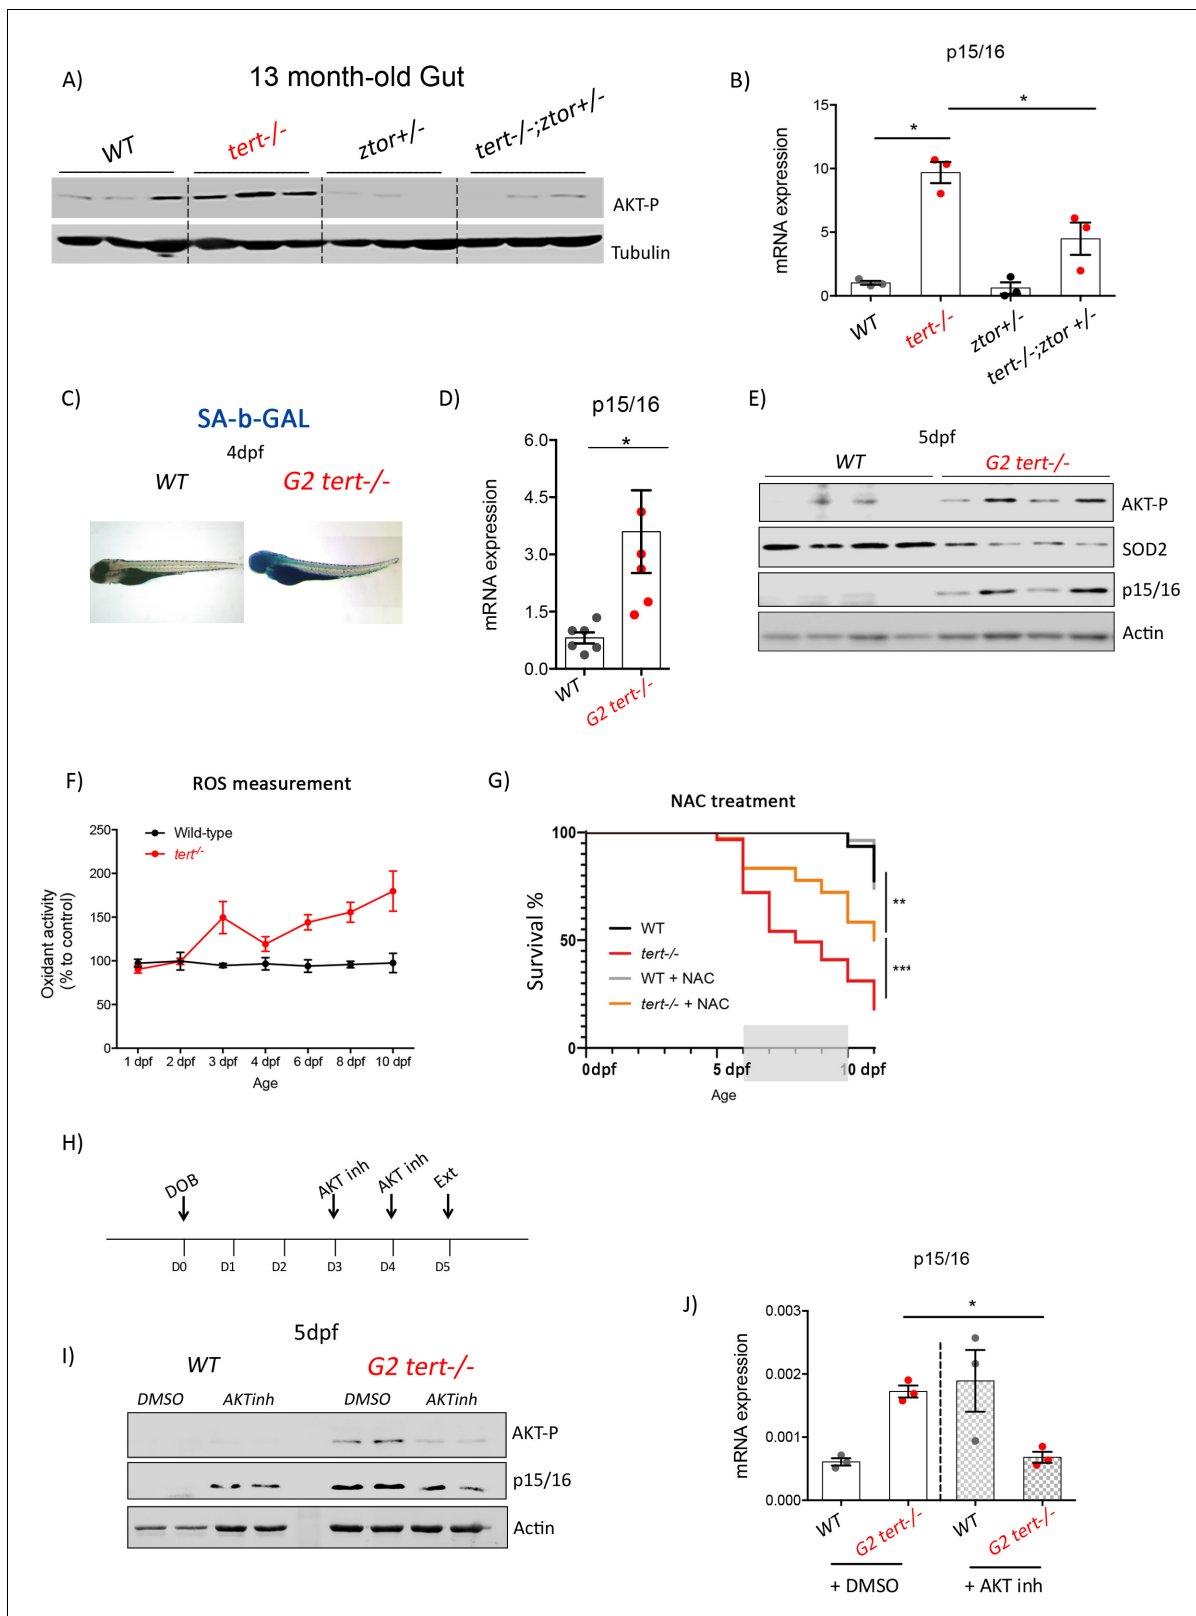 A)
13 month-old Gut
WT
tert-/-
ztor+/-
tert-/-;ztor+/-
AKT-P
Tubulin
B)
p15/16
*
*
mRNA expression
15
10
5
0
WT
tert-/-
ztor+/-
tert-/-;ztor +/-
C)
SA-b-GAL
4dpf
WT
G2 tert-/-
D)
p15/16
*
mRNA expression
6.0
4.5
3.0
1.5
0.0
WT
G2 tert-/-
E)
5dpf
WT
G2 tert-/-
AKT-P
SOD2
p15/16
Actin
F)
ROS measurement
Wild-type
tert-/-
Oxidant activity
(% to control)
250
200
150
100
50
0
1 dpf 2 dpf 3 dpf 4 dpf 6 dpf 8 dpf 10 dpf
Age
G)
NAC treatment
Survival %
100
50
0
WT
tert-/-
WT + NAC
tert-/- + NAC
**
***
0dpf 5 dpf 10 dpf
Age
H)
DOB
AKT inh
AKT inh
Ext
D0 D1 D2 D3 D4 D5
I)
5dpf
WT
G2 tert-/-
DMSO AKTinh DMSO AKTinh
AKT-P
p15/16
Actin
J)
p15/16
*
mRNA expression
0.003
0.002
0.001
0.000
WT
G2 tert-/-
WT
G2 tert-/-
+ DMSO
+ AKT inh